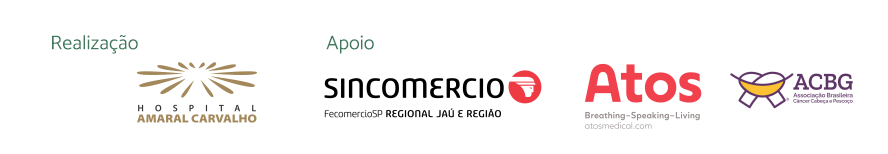 Realização
HOSPITAL
AMARAL CARVALHO
Apoio
SINCOMERCIO
FecomercioSP REGIONAL JAÚ E REGIÃO
Atos
Breathing–Speaking–Living
atosmedical.com
ACBG
Associação Brasileira
Câncer Cabeça e Pescoço